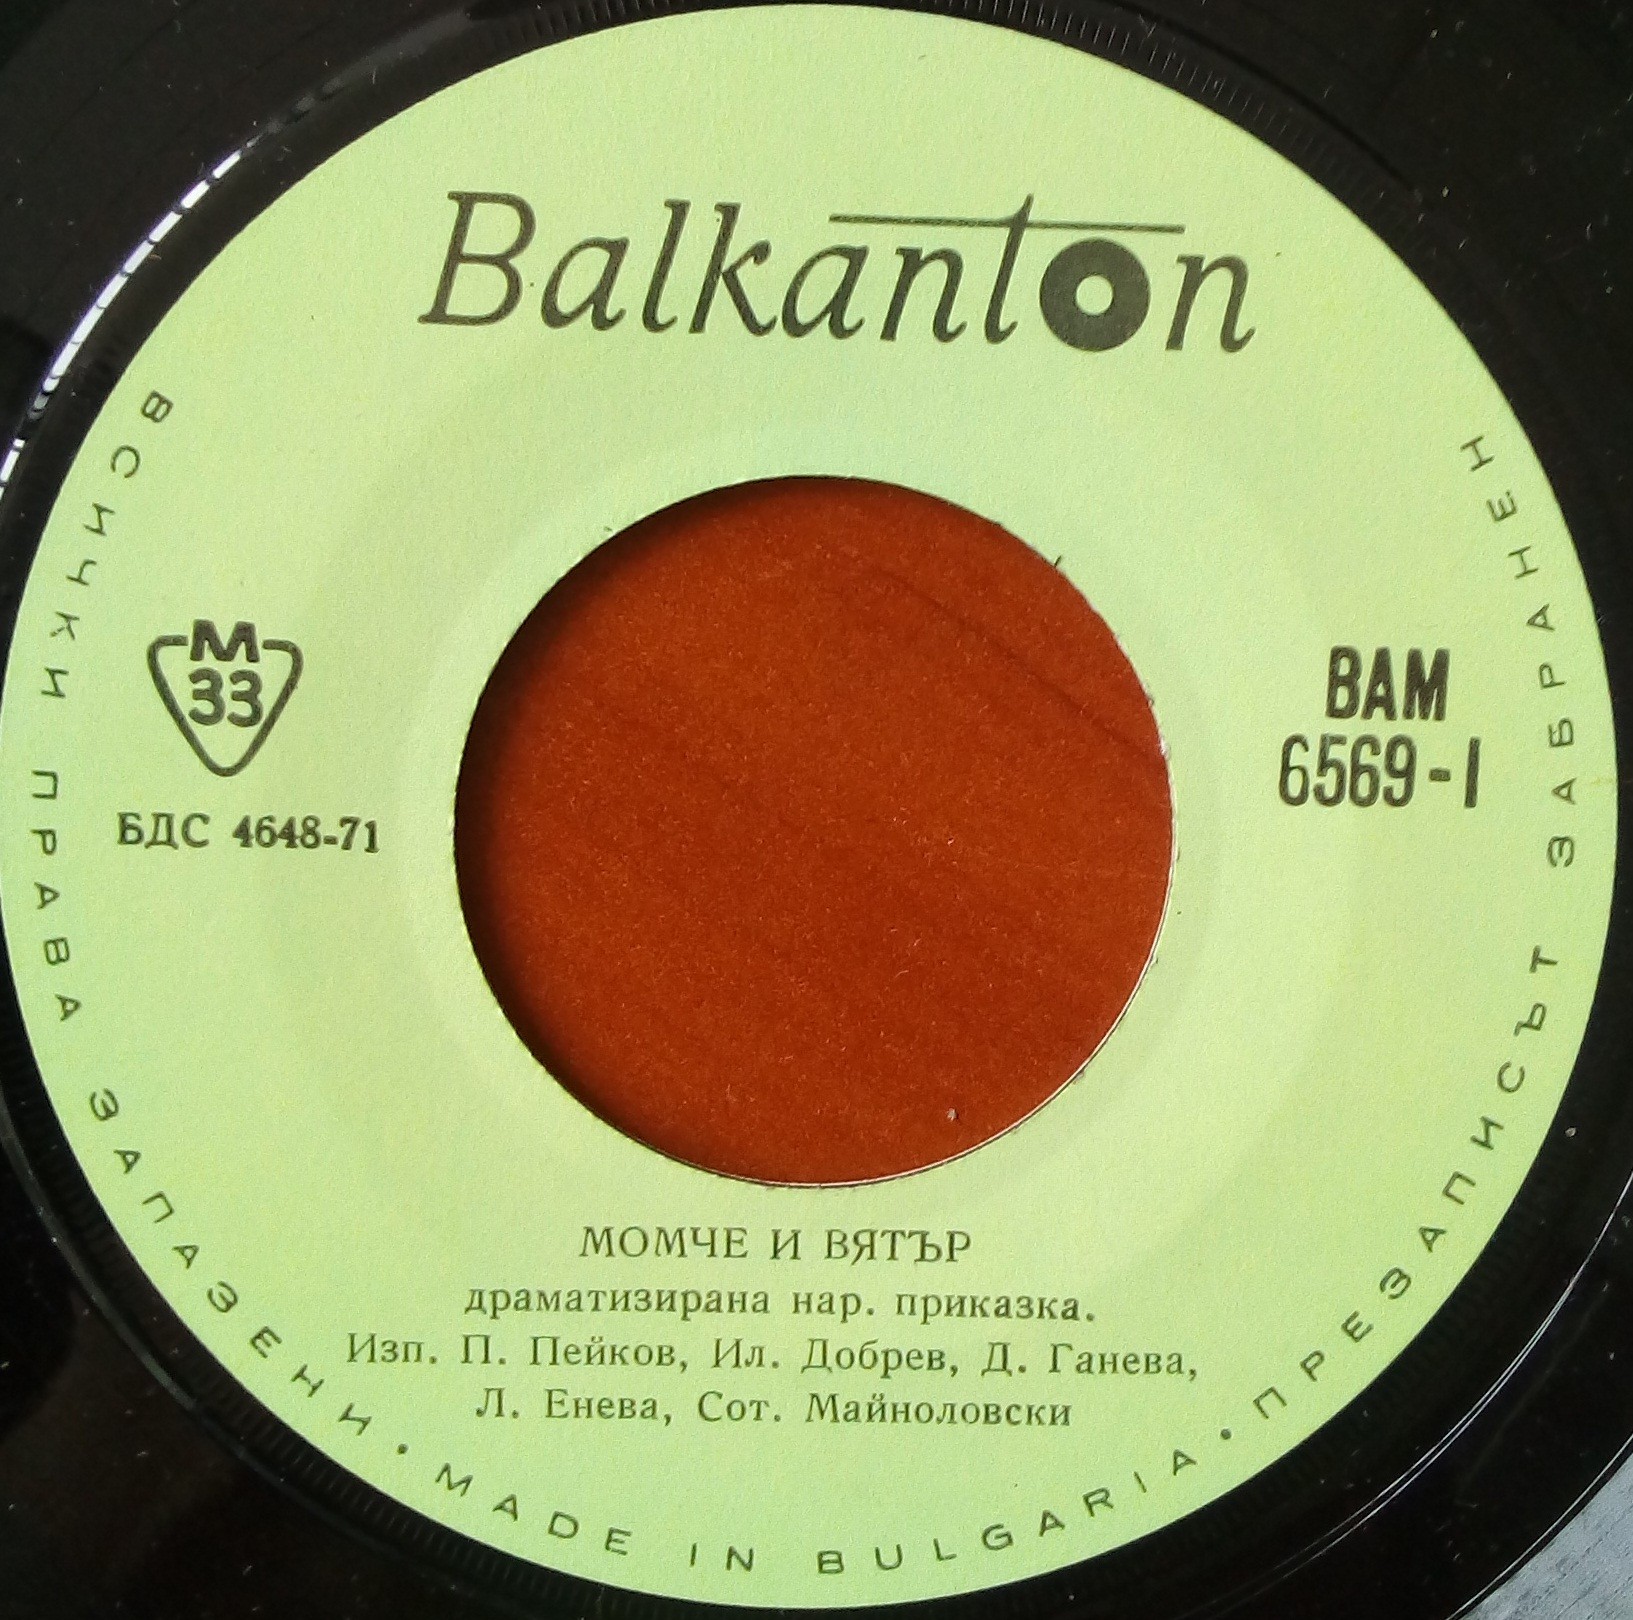 Balkanton
M
33
БДС 4648-71
ВАМ
6569-1
МОМЧЕ И ВЯТЪР
драматизирана нар. приказка.
Изп. П. Пейков, Ил. Добрев, Д. Ганева,
Л. Енева, Сот. Майноловски
ВСИЧКИ ПРАВА ЗАПАЗЕНИ • MADE IN BULGARIA • ПРЕЗАПИСЪТ ЗАБРАНЕН